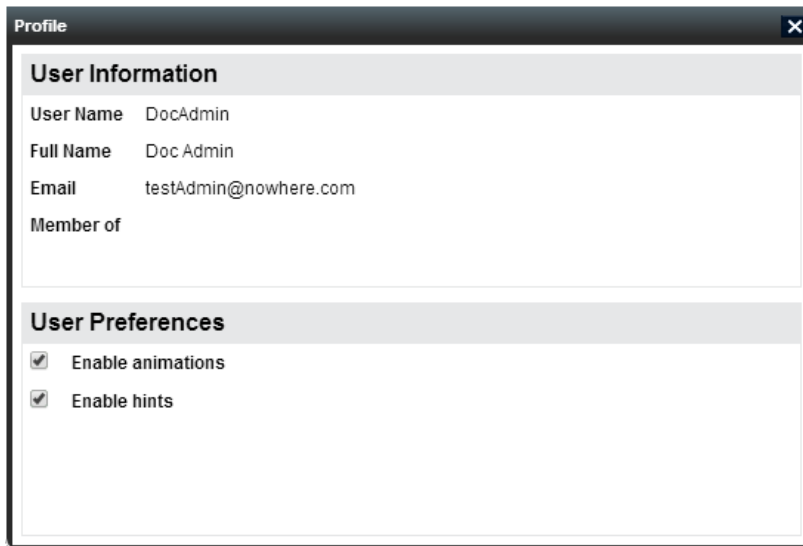 Profile
User Information
User Name DocAdmin
Full Name Doc Admin
Email testAdmin@nowhere.com
Member of
User Preferences
Enable animations
Enable hints